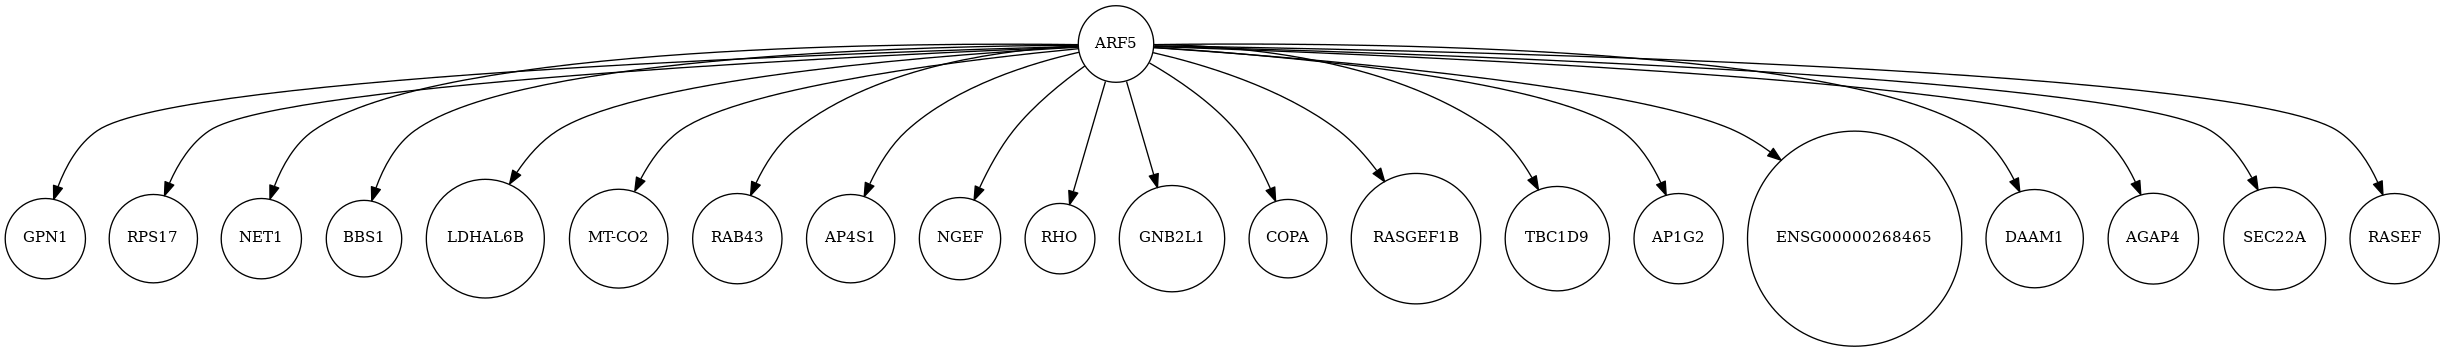 ARF5
GPN1
RPS17
NET1
BBS1
LDHAL6B
MT-CO2
RAB43
AP4S1
NGEF
RHO
GNB2L1
COPA
RASGEF1B
TBC1D9
AP1G2
ENSG00000268465
DAAM1
AGAP4
SEC22A
RASEF